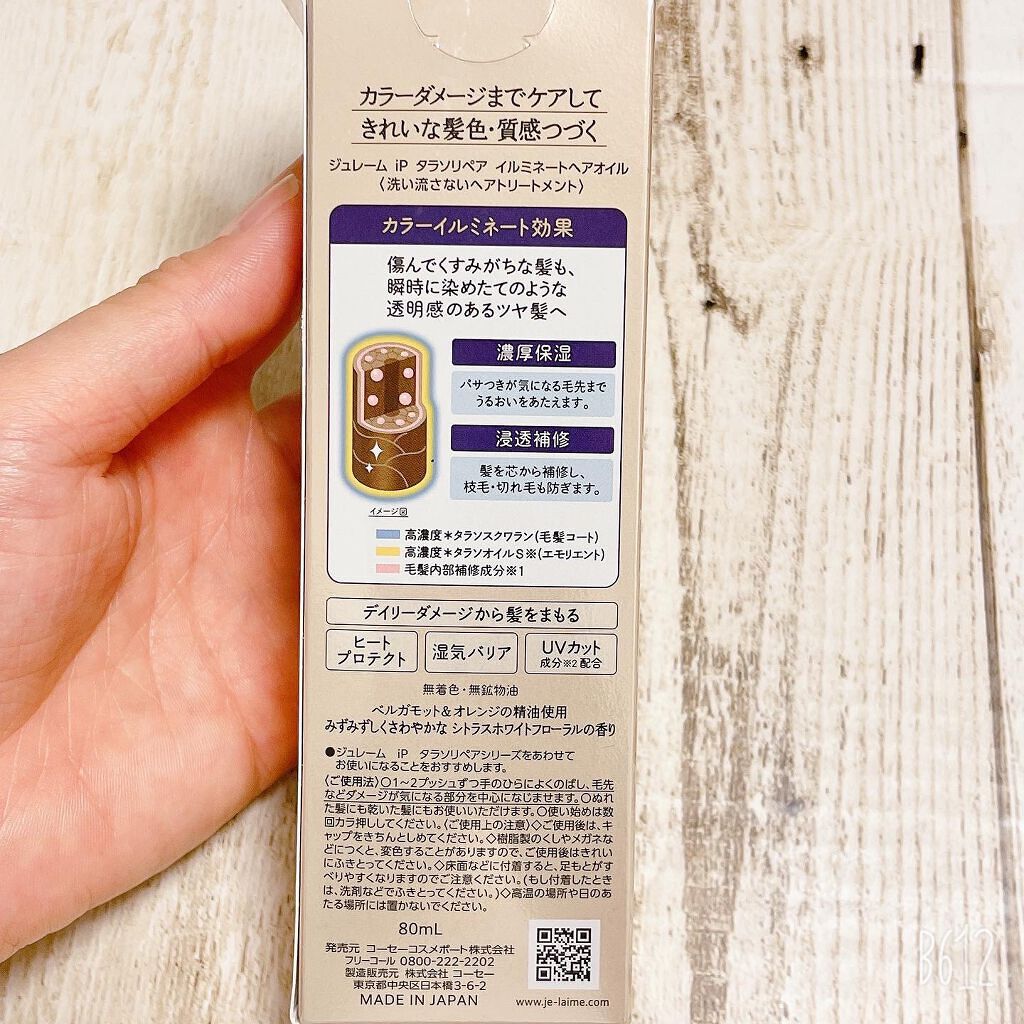 カラーダメージまでケアして
きれいな髪色・質感つづく
ジュレーム iP タラソリペア イルミネートヘアオイル
〈洗い流さないヘアトリートメント〉
カラーイルミネート効果
傷んでくすみがちな髪も、
瞬時に染めたてのような
透明感のあるツヤ髪へ
濃厚保湿
パサつきが気になる毛先まで
うるおいをあたえます。
浸透補修
髪を芯から補修し、
枝毛・切れ毛も防ぎます。
イメージ図
高濃度＊タラソスクワラン(毛髪コート)
高濃度＊タラソオイルS※(エモリエント)
毛髪内部補修成分※1
デイリーダメージから髪をまもる
ヒート
プロテクト
湿気バリア
UVカット
成分※2配合
無着色・無鉱物油
ベルガモット＆オレンジの精油使用
みずみずしくさわやかな シトラスホワイトフローラルの香り
●ジュレーム iP タラソリペアシリーズをあわせて
お使いになることをおすすめします。
〈ご使用法〉○1～2プッシュずつ手のひらによくのばし、毛先
などダメージが気になる部分を中心になじませます。○ぬれ
た髪にも乾いた髪にもお使いいただけます。○使い始めは数
回カラ押ししてください。〈ご使用上の注意〉◇ご使用後は、キ
ャップをきちんとしめてください。◇樹脂製のくしやメガネな
どにつくと、変色することがありますので、ご使用後はきれい
にふきとってください。◇床面などに付着すると、足もとがす
べりやすくなりますのでご注意ください。(もし付着したとき
は、洗剤などでふきとってください。)◇高温の場所や日のあ
たる場所には置かないでください。
80mL
発売元 コーセーコスメポート株式会社
フリーコール 0800-222-2202
製造販売元 株式会社 コーセー
東京都中央区日本橋3-6-2
MADE IN JAPAN
www.je-laime.com
B612